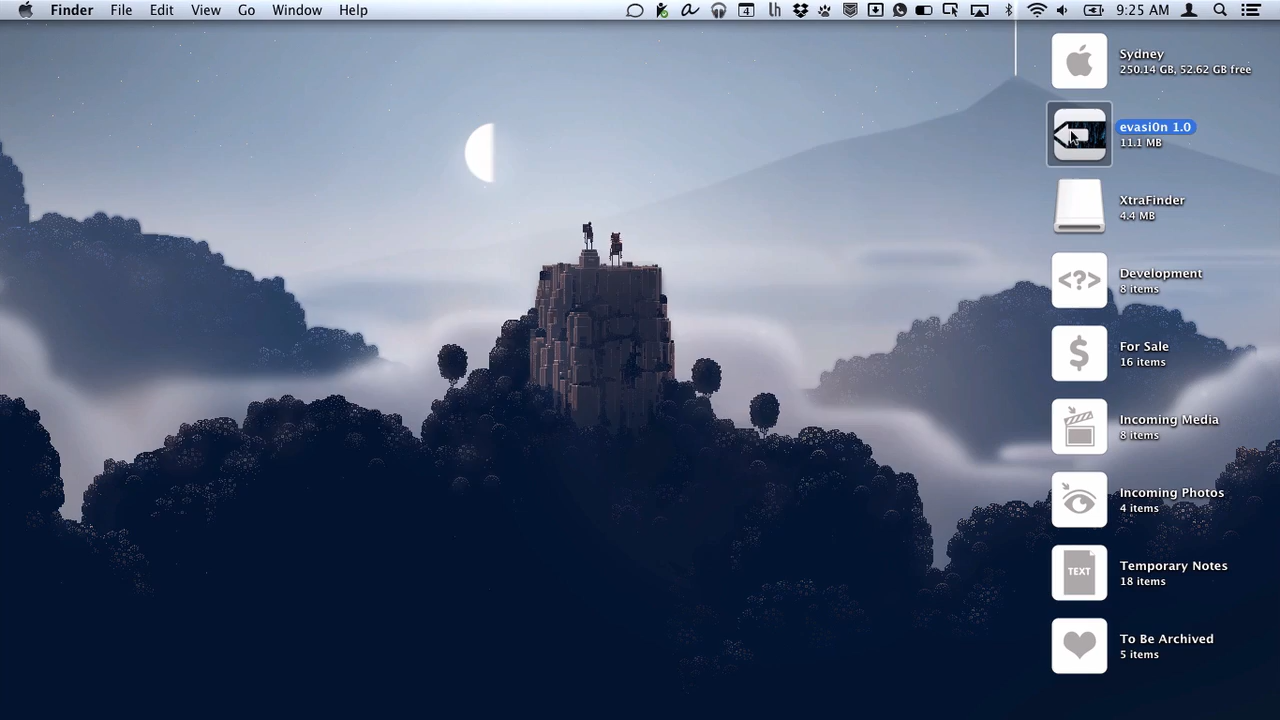 Finder File Edit View Go Window Help 4 lh 9:25 AM
Sydney
250.14 GB, 52.62 GB free
evasi0n 1.0
11.1 MB
XtraFinder
4.4 MB
<?>
Development
8 items
$
For Sale
16 items
Incoming Media
8 items
Incoming Photos
4 items
TEXT
Temporary Notes
18 items
To Be Archived
5 items